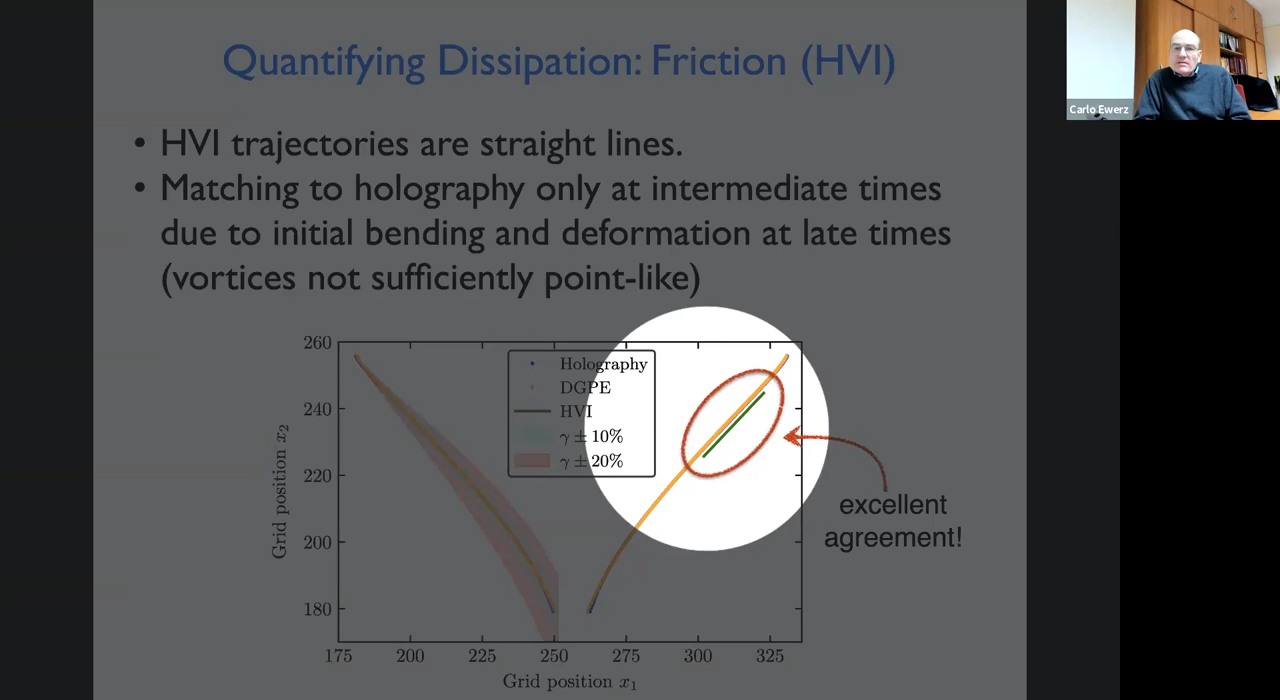 Quantifying Dissipation: Friction (HVI)
Carlo Ewerz
• HVI trajectories are straight lines.
• Matching to holography only at intermediate times
due to initial bending and deformation at late times
(vortices not sufficiently point-like)
260
240
220
200
180
Grid position x₂
Holography
DGPE
HVI
γ ± 10%
γ ± 20%
excellent
agreement!
175 200 225 250 275 300 325
Grid position x₁